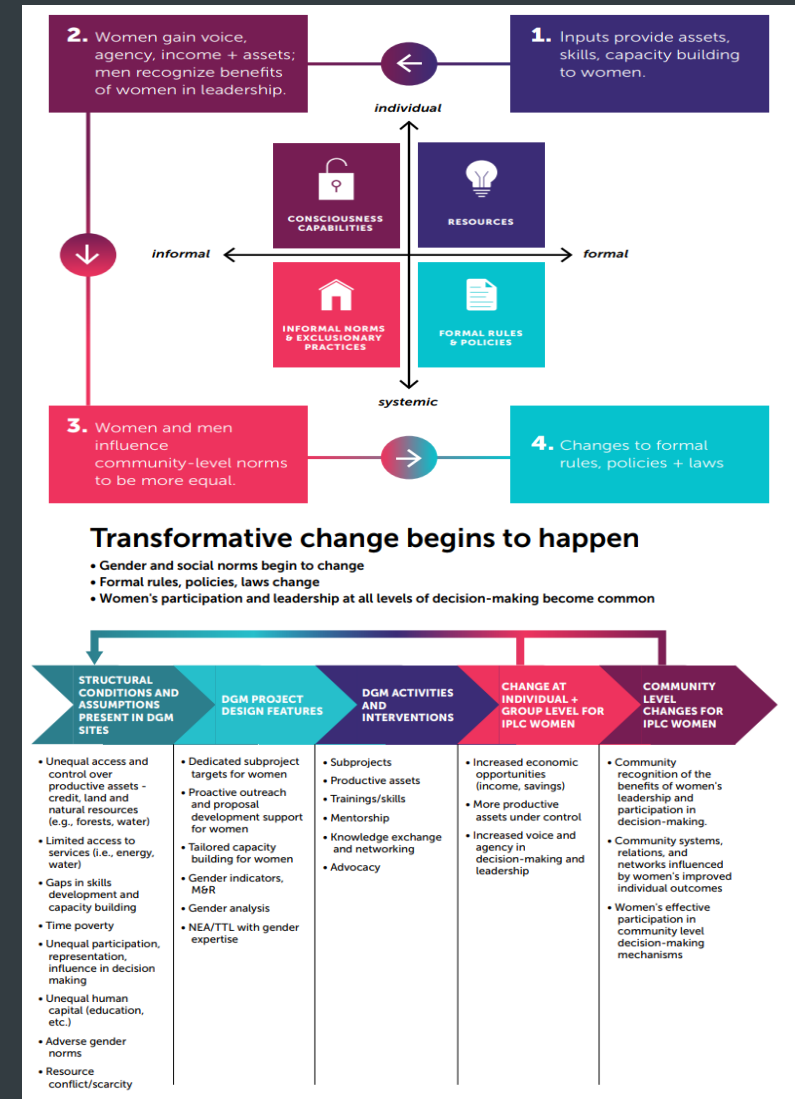 2. Women gain voice,
agency, income + assets;
men recognize benefits
of women in leadership.
1. Inputs provide assets,
skills, capacity building
to women.
individual
CONSCIOUSNESS
CAPABILITIES
RESOURCES
informal
formal
INFORMAL NORMS
& EXCLUSIONARY
PRACTICES
FORMAL RULES
& POLICIES
systemic
3. Women and men
influence
community-level norms
to be more equal.
4. Changes to formal
rules, policies + laws
Transformative change begins to happen
• Gender and social norms begin to change
• Formal rules, policies, laws change
• Women's participation and leadership at all levels of decision-making become common
STRUCTURAL
CONDITIONS AND
ASSUMPTIONS
PRESENT IN DGM
SITES
DGM PROJECT
DESIGN FEATURES
DGM ACTIVITIES
AND
INTERVENTIONS
CHANGE AT
INDIVIDUAL +
GROUP LEVEL FOR
IPLC WOMEN
COMMUNITY
LEVEL
CHANGES FOR
IPLC WOMEN
• Unequal access and
control over
productive assets -
credit, land and
natural resources
(e.g., forests, water)
• Limited access to
services (i.e., energy,
water)
• Gaps in skills
development and
capacity building
• Time poverty
• Unequal participation,
representation,
influence in decision
making
• Unequal human
capital (education,
etc.)
• Adverse gender
norms
• Resource
conflict/scarcity
• Dedicated subproject
targets for women
• Proactive outreach
and proposal
development support
for women
• Tailored capacity
building for women
• Gender indicators,
M&R
• Gender analysis
• NEA/TTL with gender
expertise
• Subprojects
• Productive assets
• Trainings/skills
• Mentorship
• Knowledge exchange
and networking
• Advocacy
• Increased economic
opportunities
(income, savings)
• More productive
assets under control
• Increased voice and
agency in
decision-making and
leadership
• Community
recognition of the
benefits of women's
leadership and
participation in
decision-making.
• Community systems,
relations, and
networks influenced
by women's improved
individual outcomes
• Women's effective
participation in
community level
decision-making
mechanisms